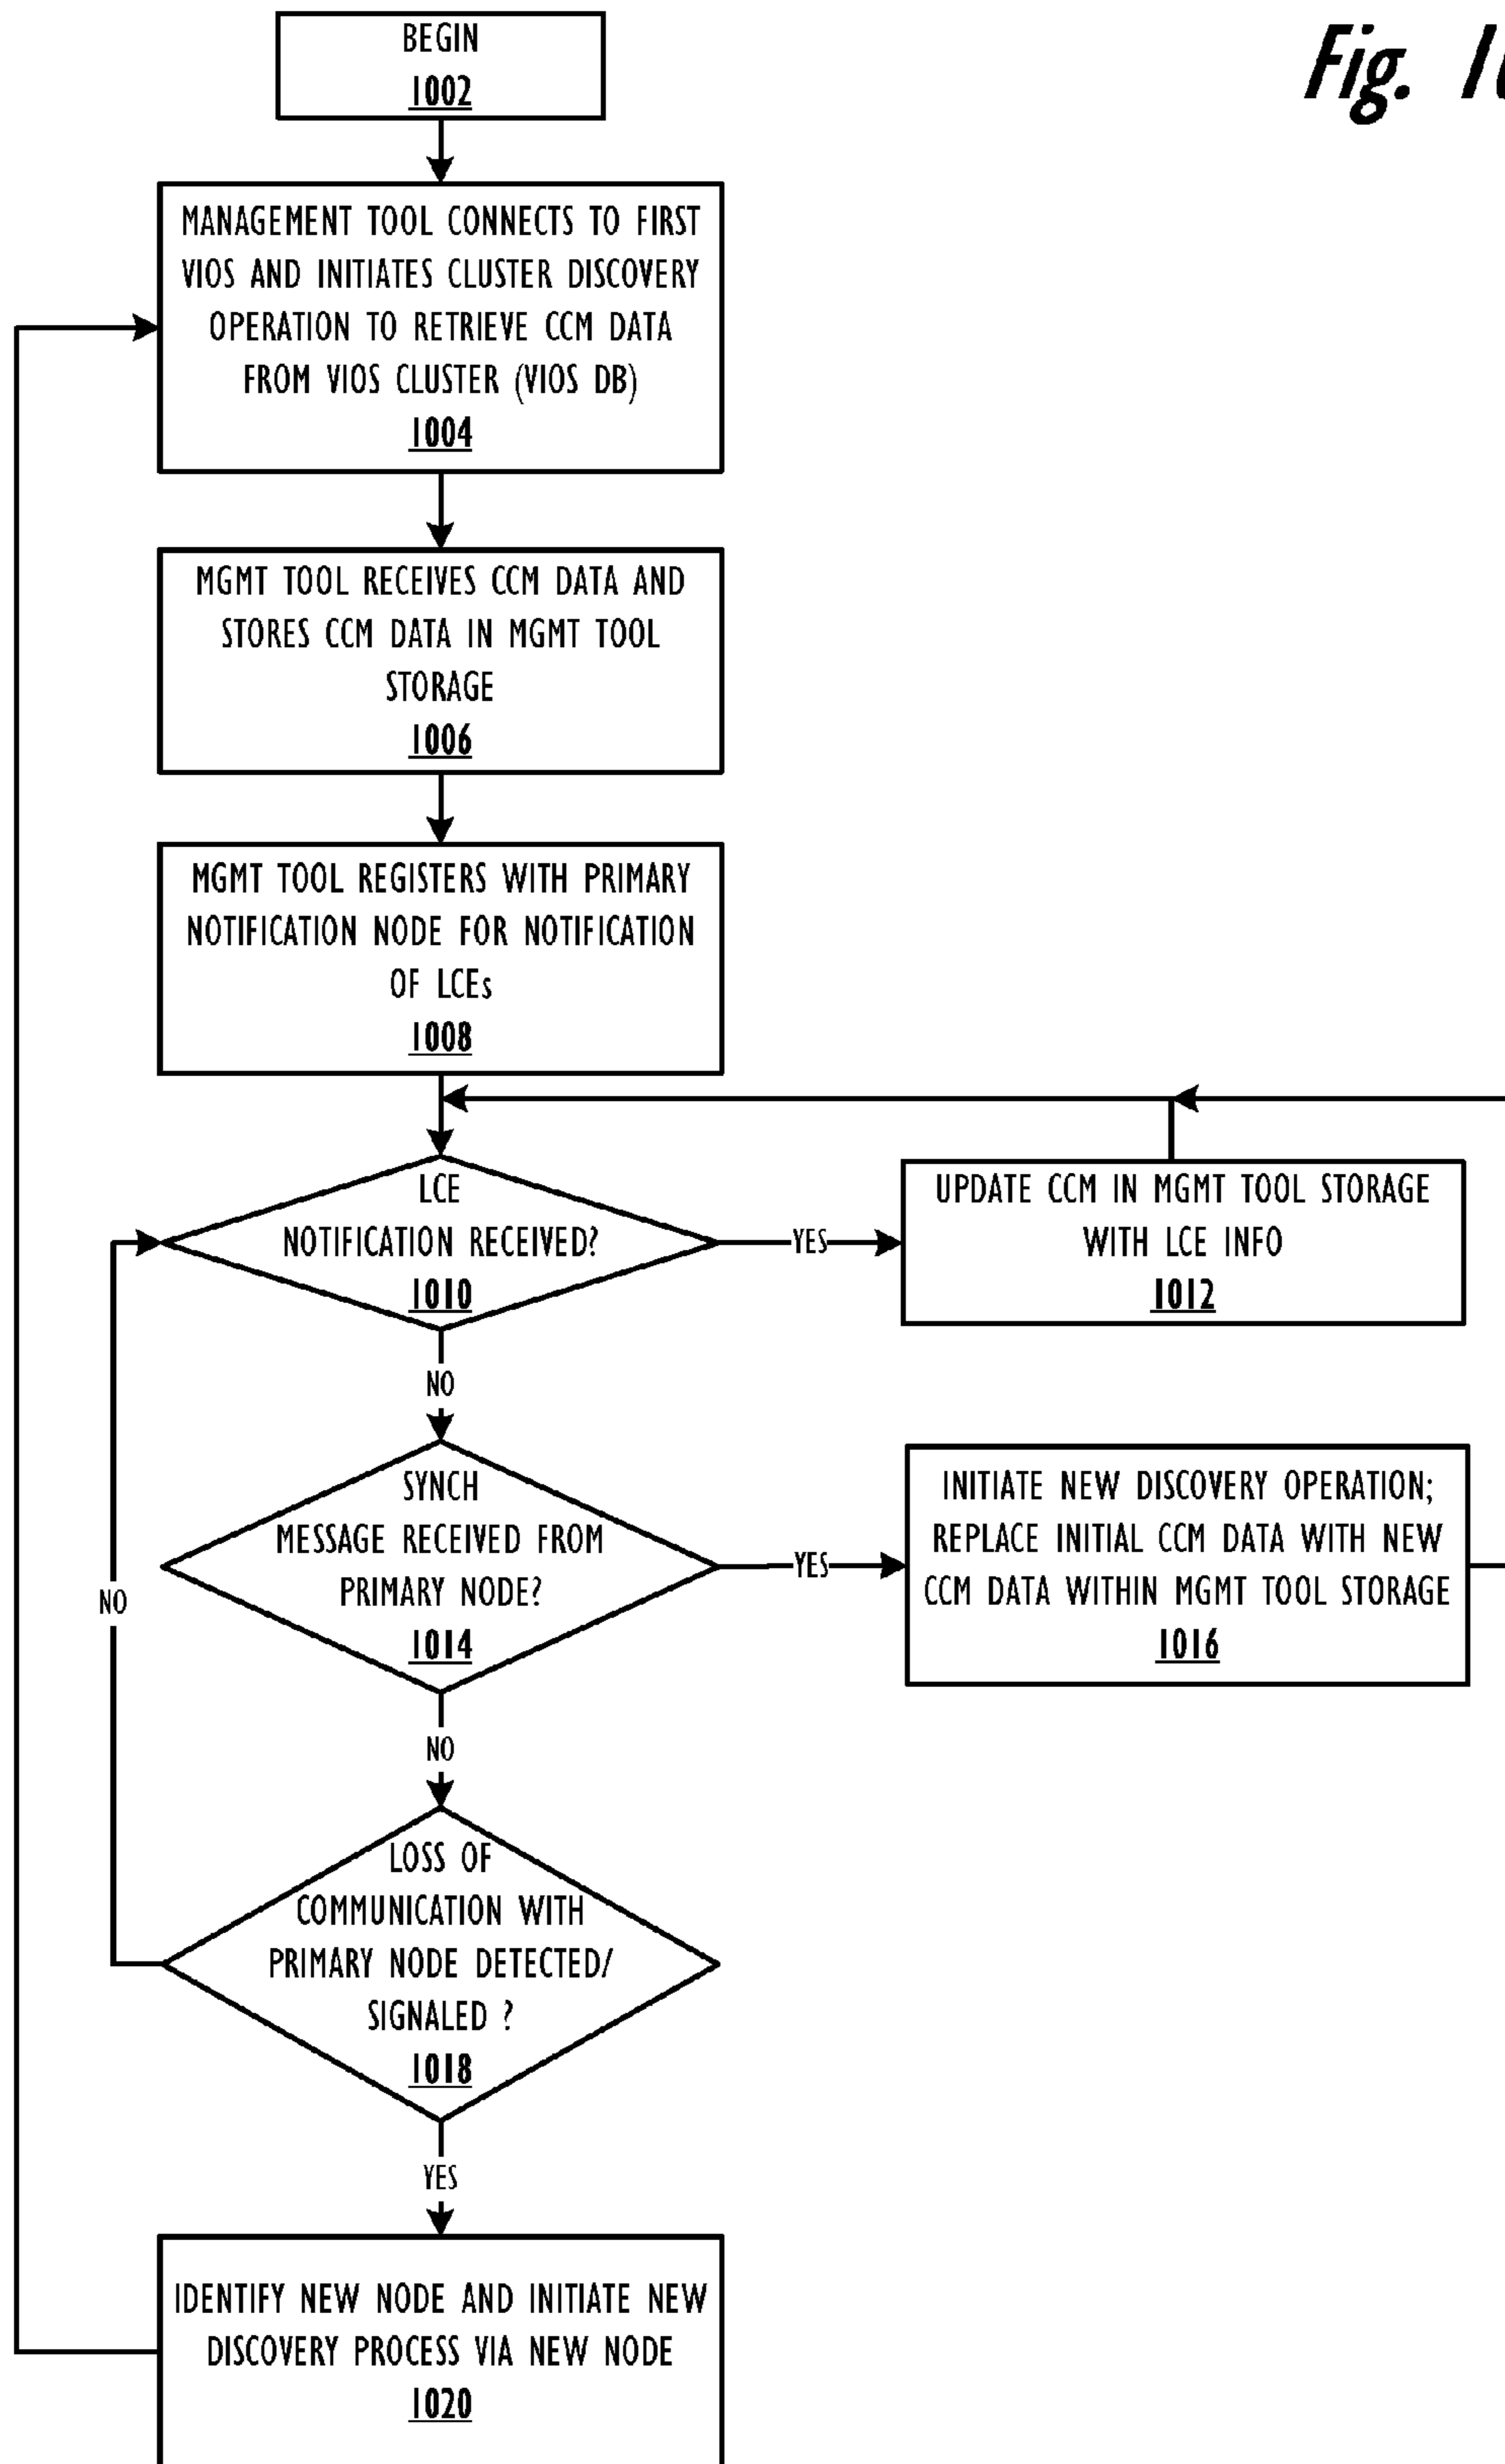 Fig. 10
BEGIN
1002
MANAGEMENT TOOL CONNECTS TO FIRST
VIOS AND INITIATES CLUSTER DISCOVERY
OPERATION TO RETRIEVE CCM DATA
FROM VIOS CLUSTER (VIOS DB)
1004
MGMT TOOL RECEIVES CCM DATA AND
STORES CCM DATA IN MGMT TOOL
STORAGE
1006
MGMT TOOL REGISTERS WITH PRIMARY
NOTIFICATION NODE FOR NOTIFICATION
OF LCEs
1008
LCE
NOTIFICATION RECEIVED?
1010
YES
UPDATE CCM IN MGMT TOOL STORAGE
WITH LCE INFO
1012
NO
SYNCH
MESSAGE RECEIVED FROM
PRIMARY NODE?
1014
YES
INITIATE NEW DISCOVERY OPERATION;
REPLACE INITIAL CCM DATA WITH NEW
CCM DATA WITHIN MGMT TOOL STORAGE
1016
NO
NO
LOSS OF
COMMUNICATION WITH
PRIMARY NODE DETECTED/
SIGNALED ?
1018
YES
IDENTIFY NEW NODE AND INITIATE NEW
DISCOVERY PROCESS VIA NEW NODE
1020